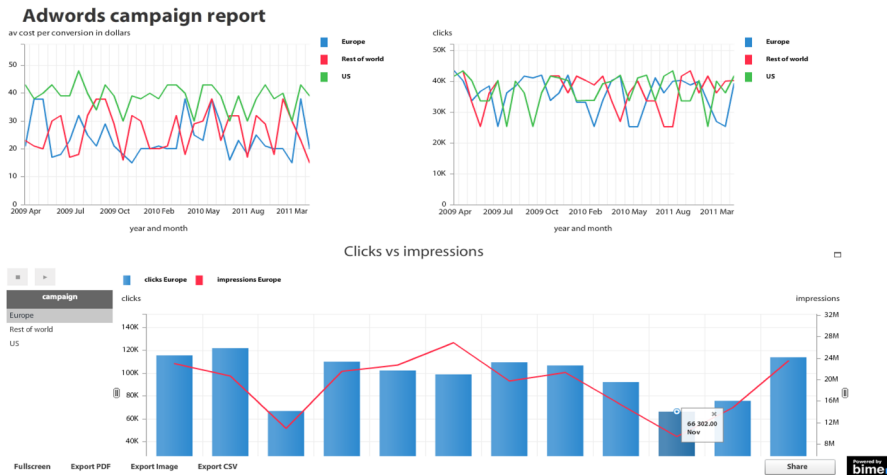 Adwords campaign report
av cost per conversion in dollars
Europe
Rest of world
US
50
40
30
20
10
0
2009 Apr 2009 Jul 2009 Oct 2010 Feb 2010 May 2011 Aug 2011 Mar
year and month
clicks
Europe
Rest of world
US
50K
40K
30K
20K
10K
0
2009 Apr 2009 Jul 2009 Oct 2010 Feb 2010 May 2011 Aug 2011 Mar
year and month
Clicks vs impressions
campaign
Europe
Rest of world
US
clicks Europe impressions Europe
clicks
impressions
140K
120K
100K
80K
60K
40K
32M
28M
24M
20M
16M
12M
8M
66 302.00
Nov
Fullscreen Export PDF Export Image Export CSV Share
Powered by
bime